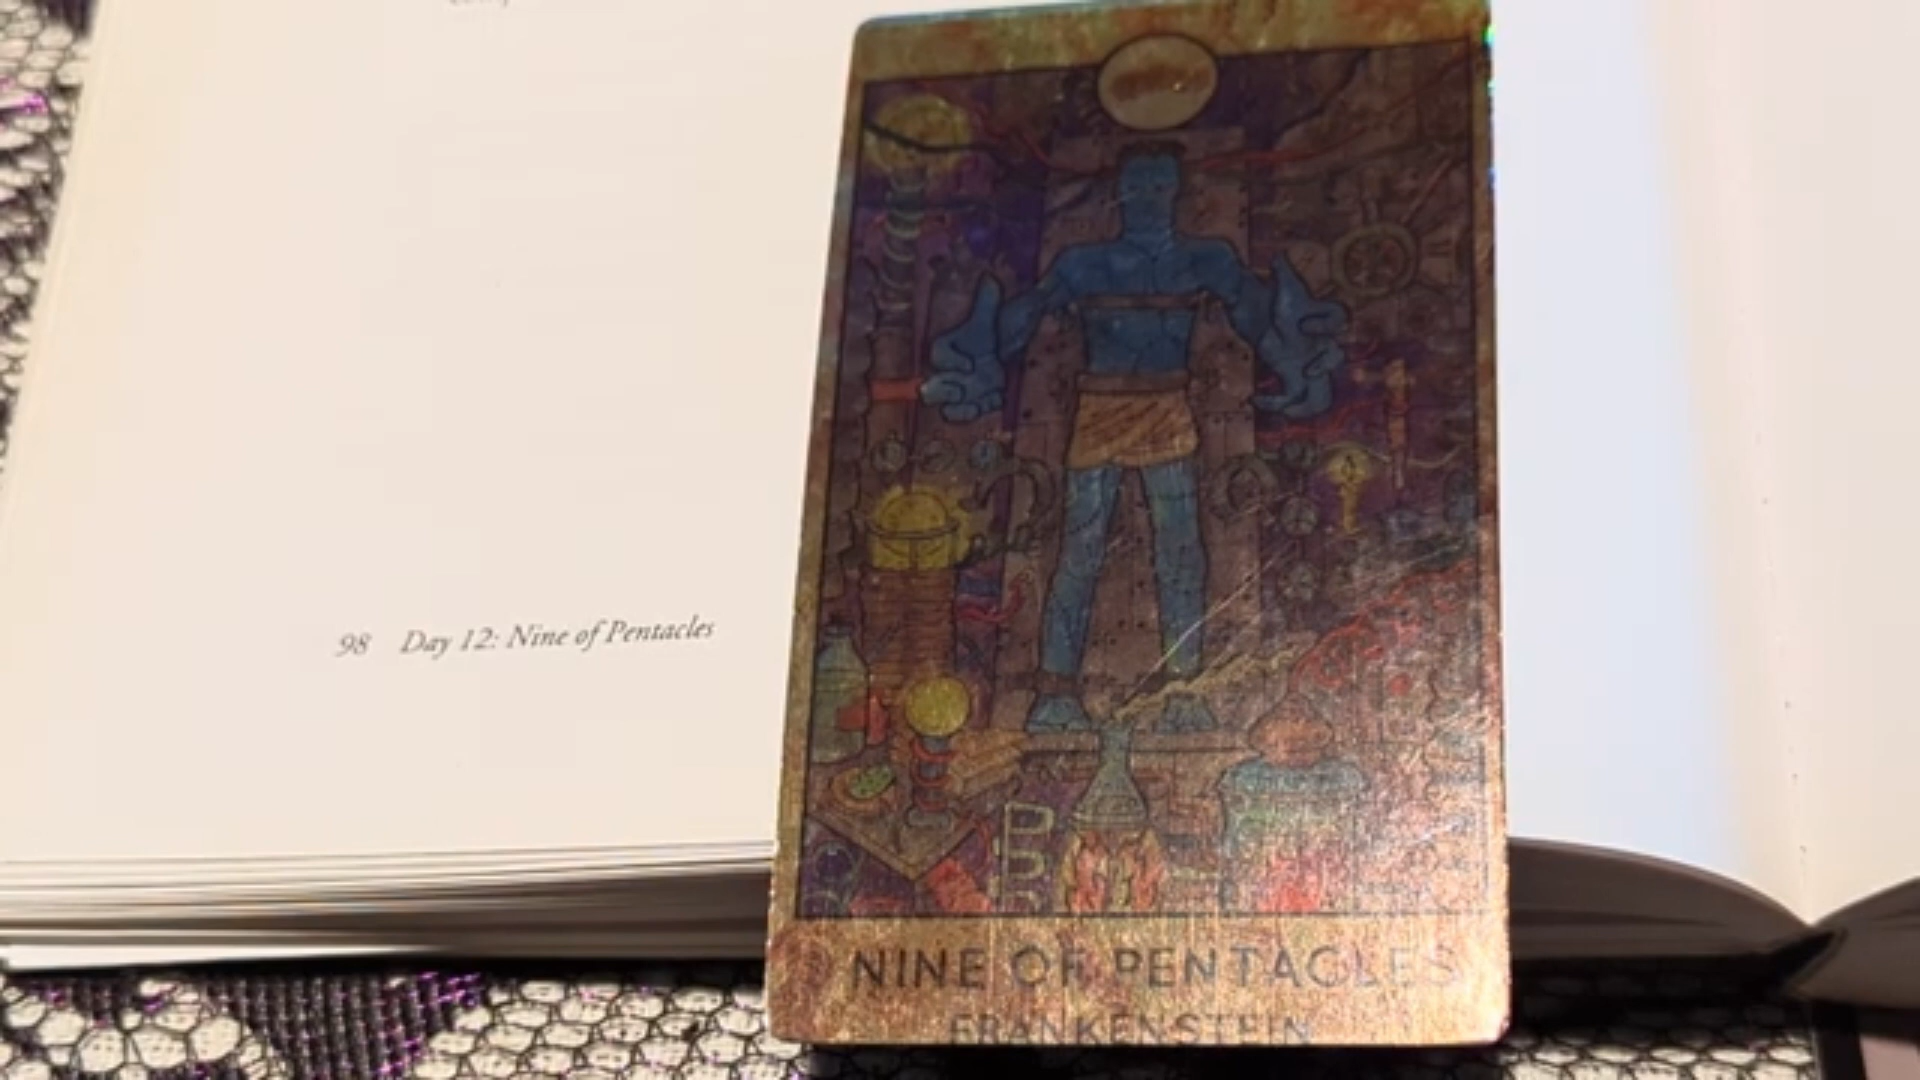 98 Day 12: Nine of Pentacles
NINE OF PENTACLES
FRANKENSTEIN